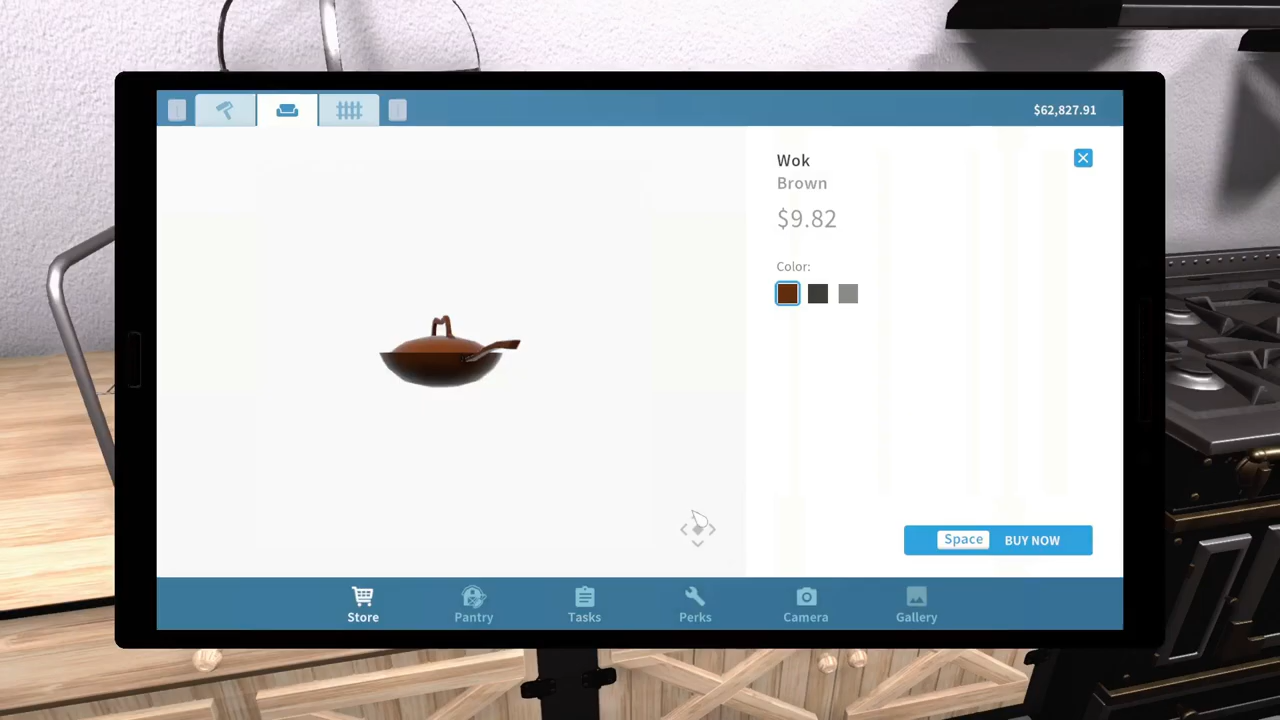 $62,827.91
Wok
Brown
$9.82
Color:
Space BUY NOW
Store Pantry Tasks Perks Camera Gallery